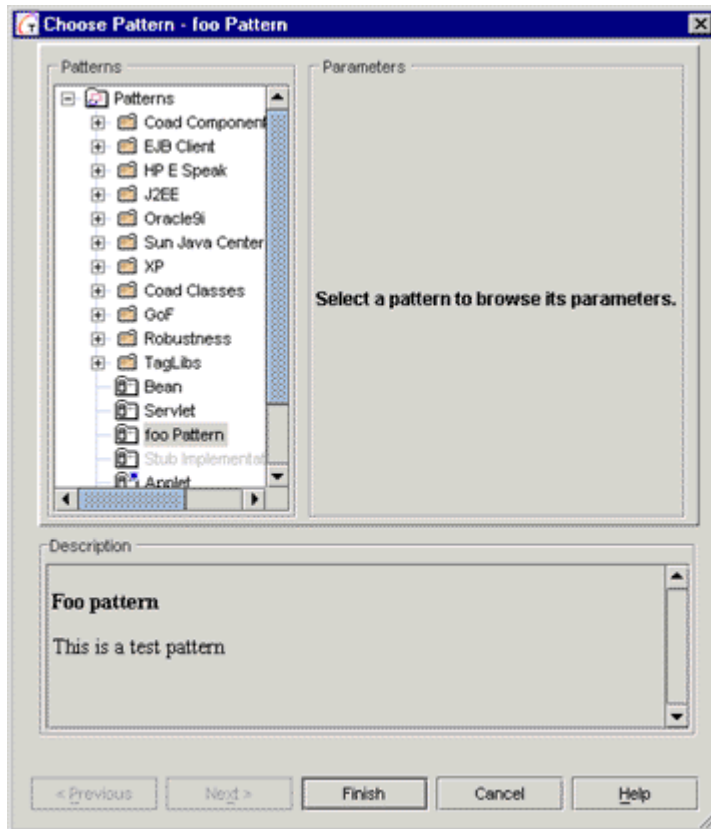 Choose Pattern - foo Pattern
Patterns
Parameters
Patterns
Coad Component
EJB Client
HP E Speak
J2EE
Oracle9i
Sun Java Center
XP
Coad Classes
GoF
Robustness
TagLibs
Bean
Servlet
foo Pattern
Stub Implementat
Applet
Select a pattern to browse its parameters.
Description
Foo pattern
This is a test pattern
< Previous
Next >
Finish
Cancel
Help